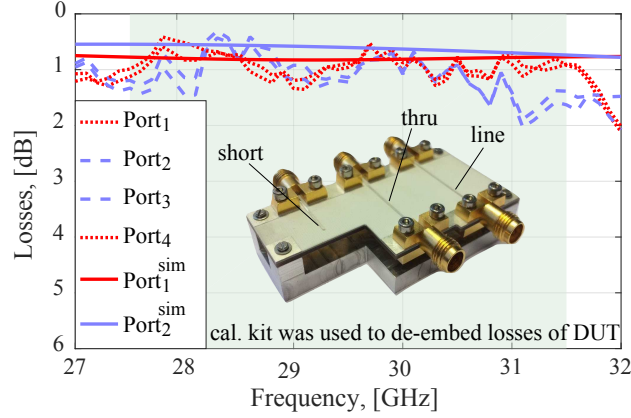 0
1
2
3
4
5
6
Losses, [dB]
Port1
Port2
Port3
Port4
Port1sim
Port2sim
short
thru
line
cal. kit was used to de-embed losses of DUT
27 28 29 30 31 32
Frequency, [GHz]